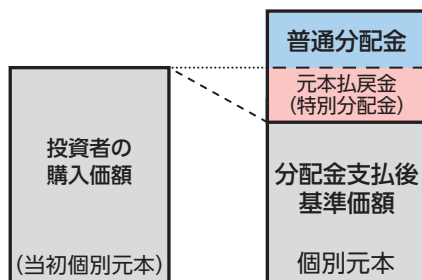 普通分配金
元本払戻金
(特別分配金)
投資者の
購入価額
(当初個別元本)
分配金支払後
基準価額
個別元本